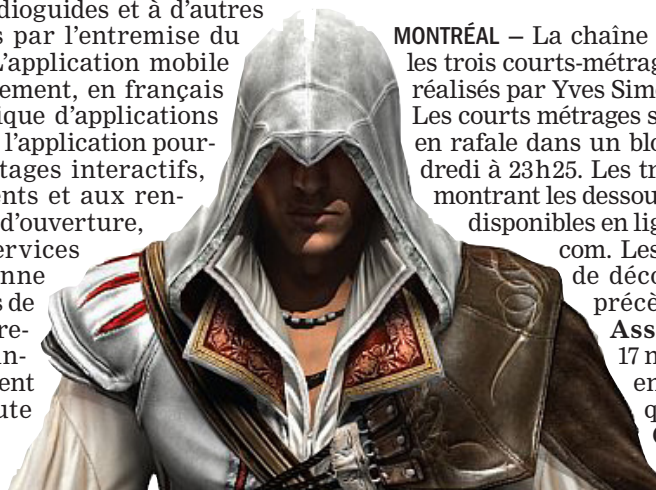 dioguides et à d'autres
par l'entremise du
L'application mobile
ement, en français
ique d'applications
l'application pour-
tages interactifs,
ents et aux ren-
d'ouverture,
ervices
enne
s de
re-
in-
ent
ute
MONTRÉAL – La chaîne
les trois courts-métrag
réalisés par Yves Sim
Les courts métrages s
en rafale dans un blo
dredi à 23h25. Les tr
montrant les dessou
disponibles en lig
com. Les
de déco
précè
Ass
17 n
en
q